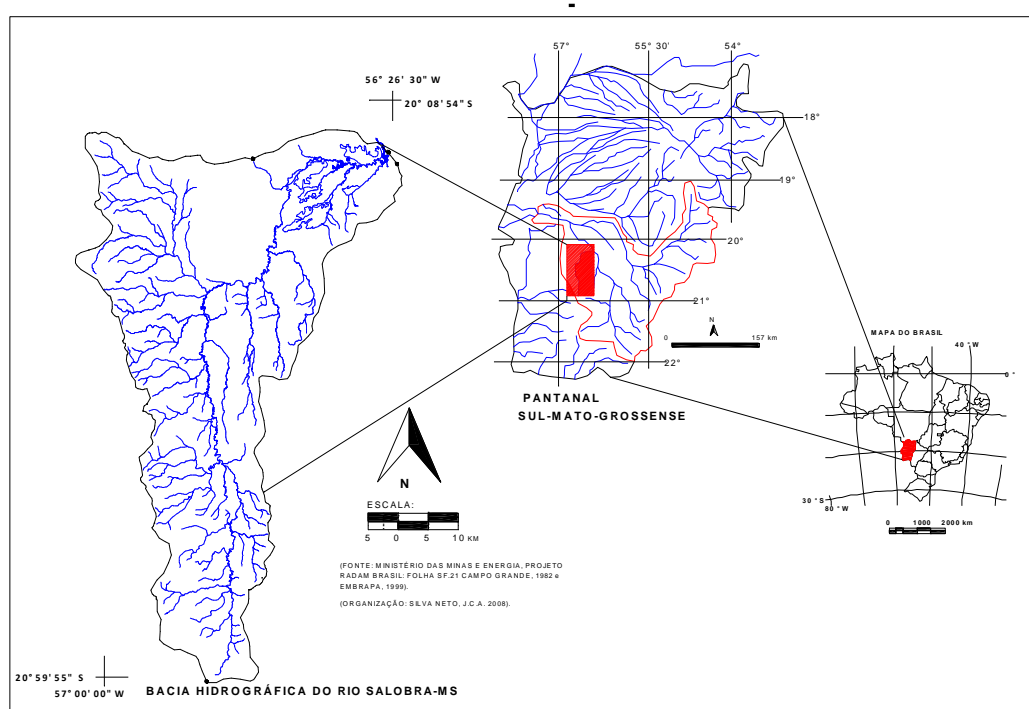 56° 26' 30" W
20° 08' 54" S
57°
55° 30'
54°
18°
19°
20°
21°
22°
N
0 157 km
PANTANAL
SUL-MATO-GROSSENSE
MAPA DO BRASIL
40 ° W
0 °
30 ° S
80 ° W
0 1000 2000 km
N
ESCALA:
5 0 5 10 KM
(FONTE: MINISTÉRIO DAS MINAS E ENERGIA, PROJETO
RADAM BRASIL: FOLHA SF.21 CAMPO GRANDE, 1982 e
EMBRAPA, 1999).
(ORGANIZAÇÃO: SILVA NETO, J.C.A. 2008).
20° 59' 55" S
57° 00' 00" W
BACIA HIDROGRÁFICA DO RIO SALOBRA-MS